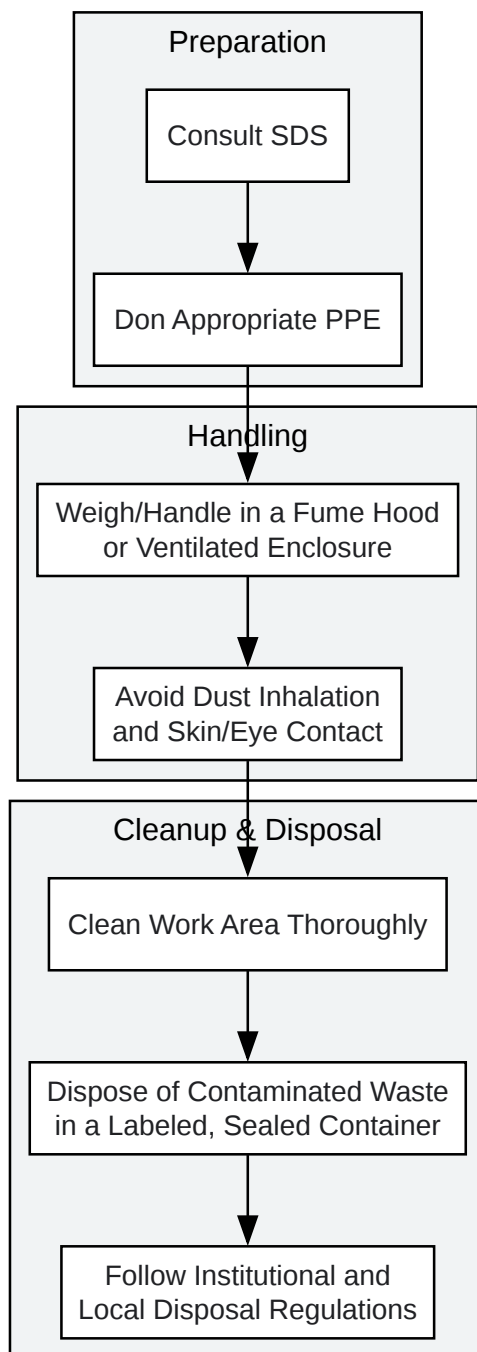 Preparation
Consult SDS
Don Appropriate PPE
Handling
Weigh/Handle in a Fume Hood
or Ventilated Enclosure
Avoid Dust Inhalation
and Skin/Eye Contact
Cleanup & Disposal
Clean Work Area Thoroughly
Dispose of Contaminated Waste
in a Labeled, Sealed Container
Follow Institutional and
Local Disposal Regulations